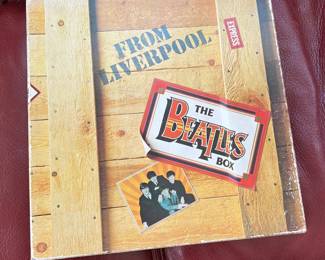 FROM
LIVERPOOL
EXPRESS
THE
BEATLES
BOX